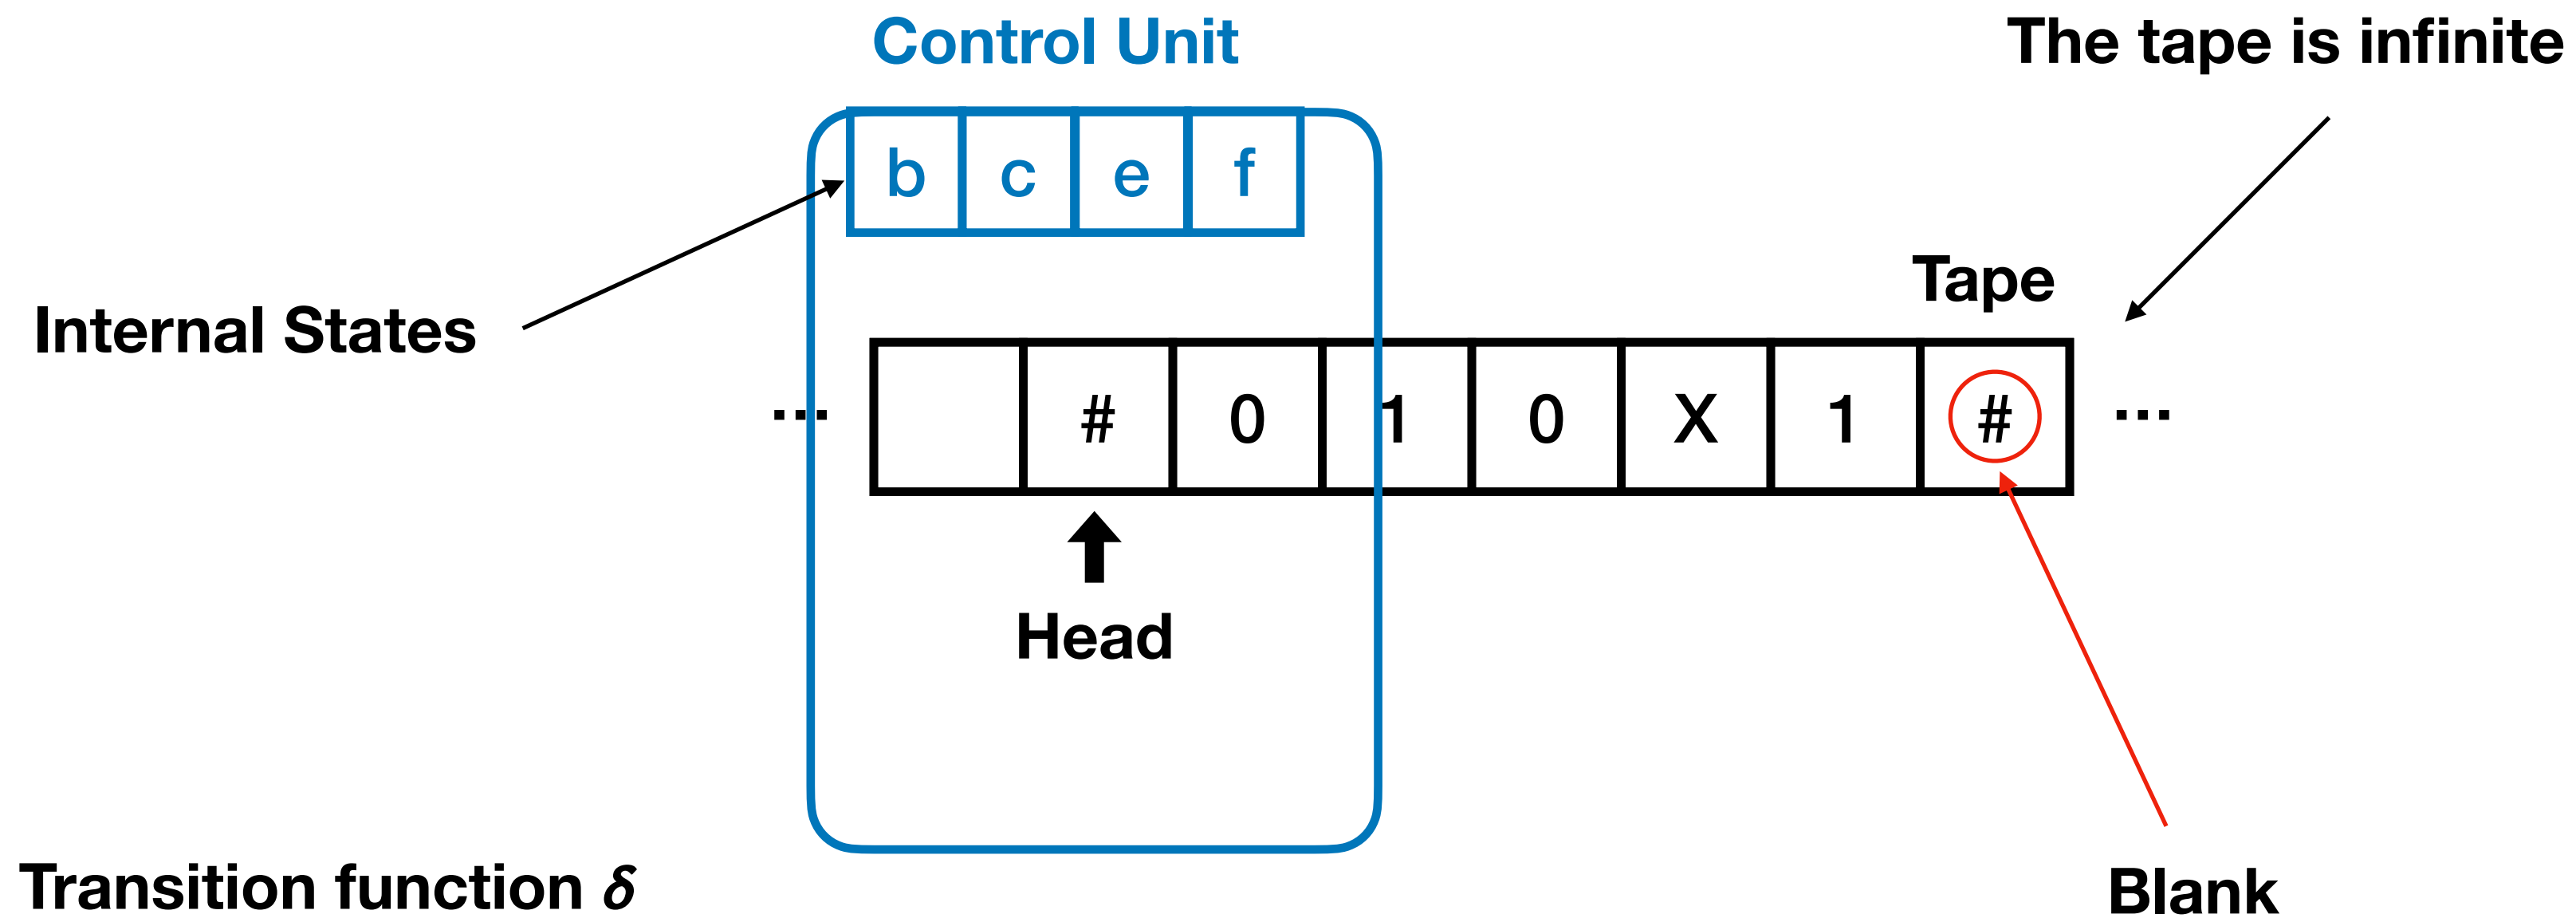 Control Unit
The tape is infinite
b c e f
Tape
Internal States
... # 0 1 0 X 1 # ...
Head
Transition function δ
Blank